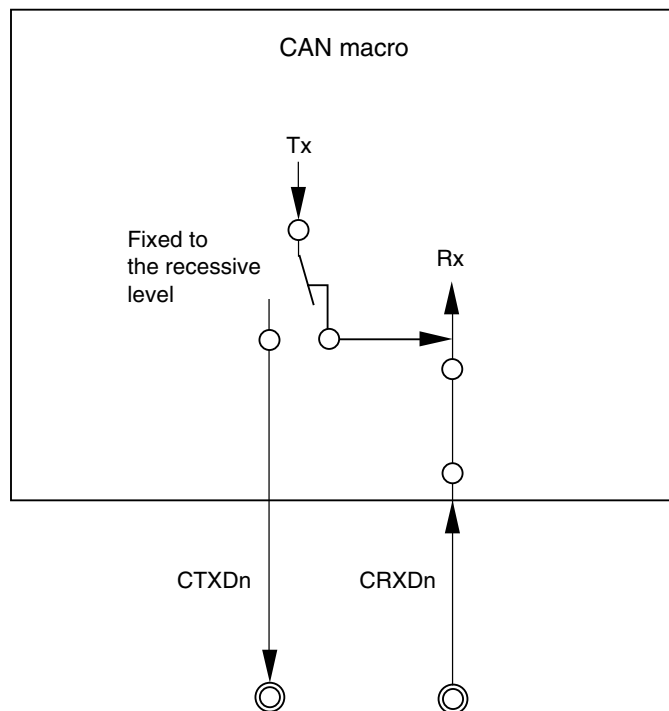 CAN macro
Tx
Fixed to
the recessive
level
Rx
CTXDn
CRXDn